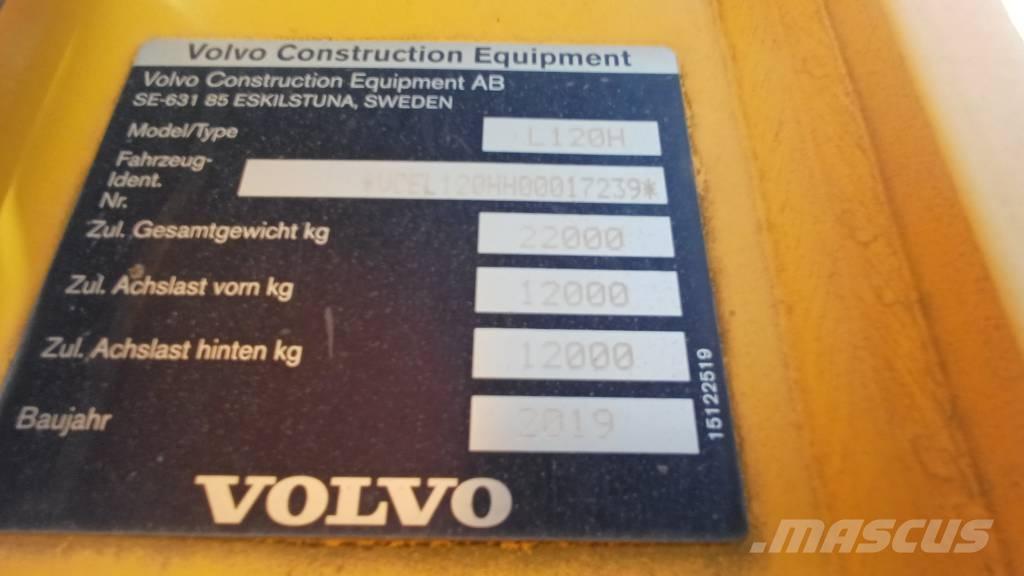 Volvo Construction Equipment
Volvo Construction Equipment AB
SE-631 85 ESKILSTUNA, SWEDEN
Model/Type L120H
Fahrzeug-
Ident.
Nr. *VCEL120HH00017239*
Zul. Gesamtgewicht kg 22000
Zul. Achslast vorn kg 12000
Zul. Achslast hinten kg 12000
Baujahr 2019
15122519
VOLVO
.MASCUS